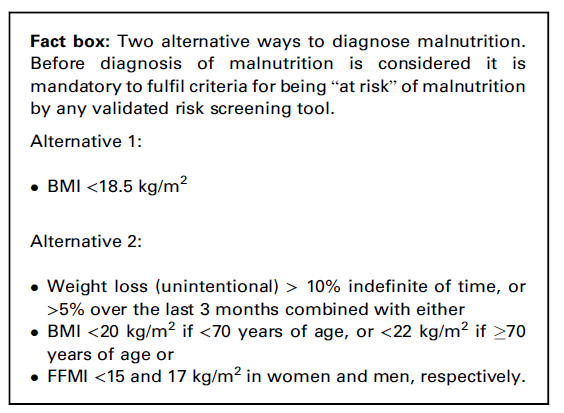 Fact box: Two alternative ways to diagnose malnutrition.
Before diagnosis of malnutrition is considered it is
mandatory to fulfil criteria for being “at risk” of malnutrition
by any validated risk screening tool.
Alternative 1:
• BMI <18.5 kg/m²
Alternative 2:
• Weight loss (unintentional) > 10% indefinite of time, or
>5% over the last 3 months combined with either
• BMI <20 kg/m² if <70 years of age, or <22 kg/m² if ≥70
years of age or
• FFMI <15 and 17 kg/m² in women and men, respectively.